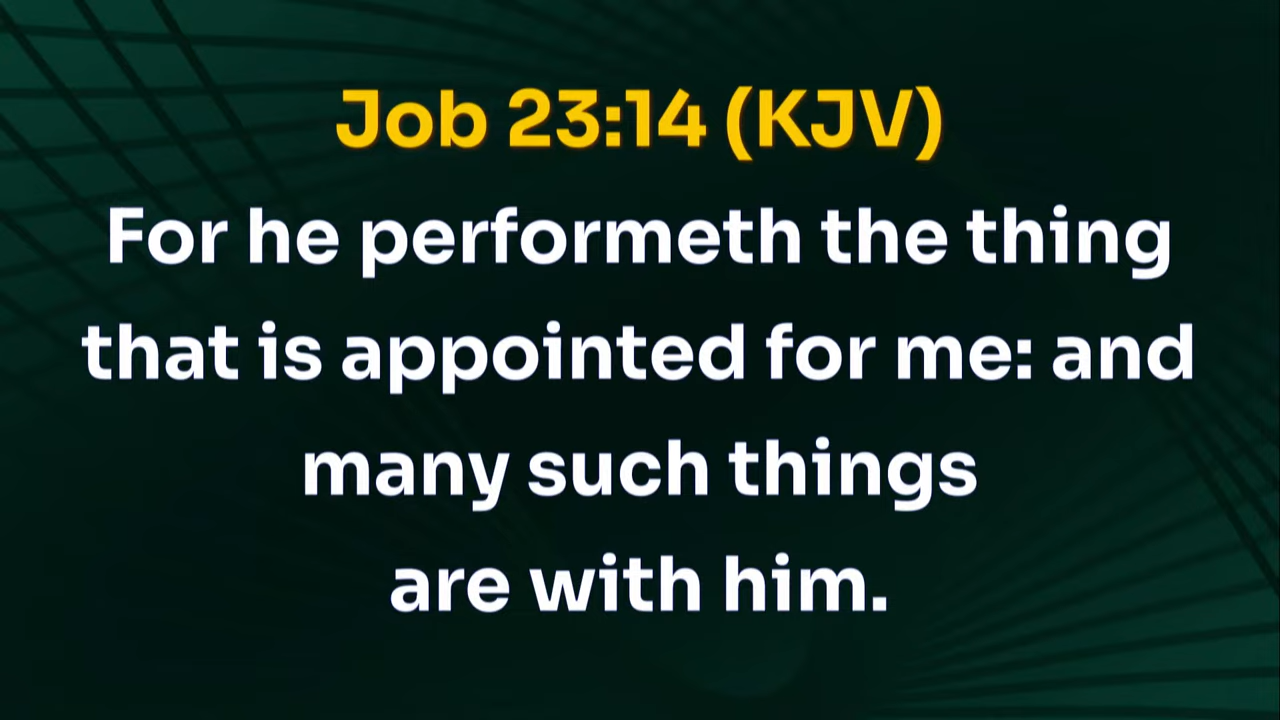 Job 23:14 (KJV)
For he performeth the thing
that is appointed for me: and
many such things
are with him.